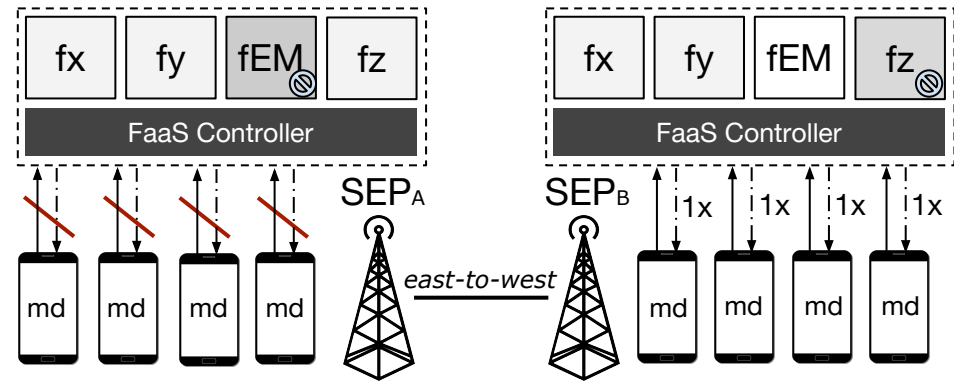 fx fy fEM fz
FaaS Controller
fx fy fEM fz
FaaS Controller
SEPA
SEPB
1x 1x 1x 1x
east-to-west
md md md md
md md md md